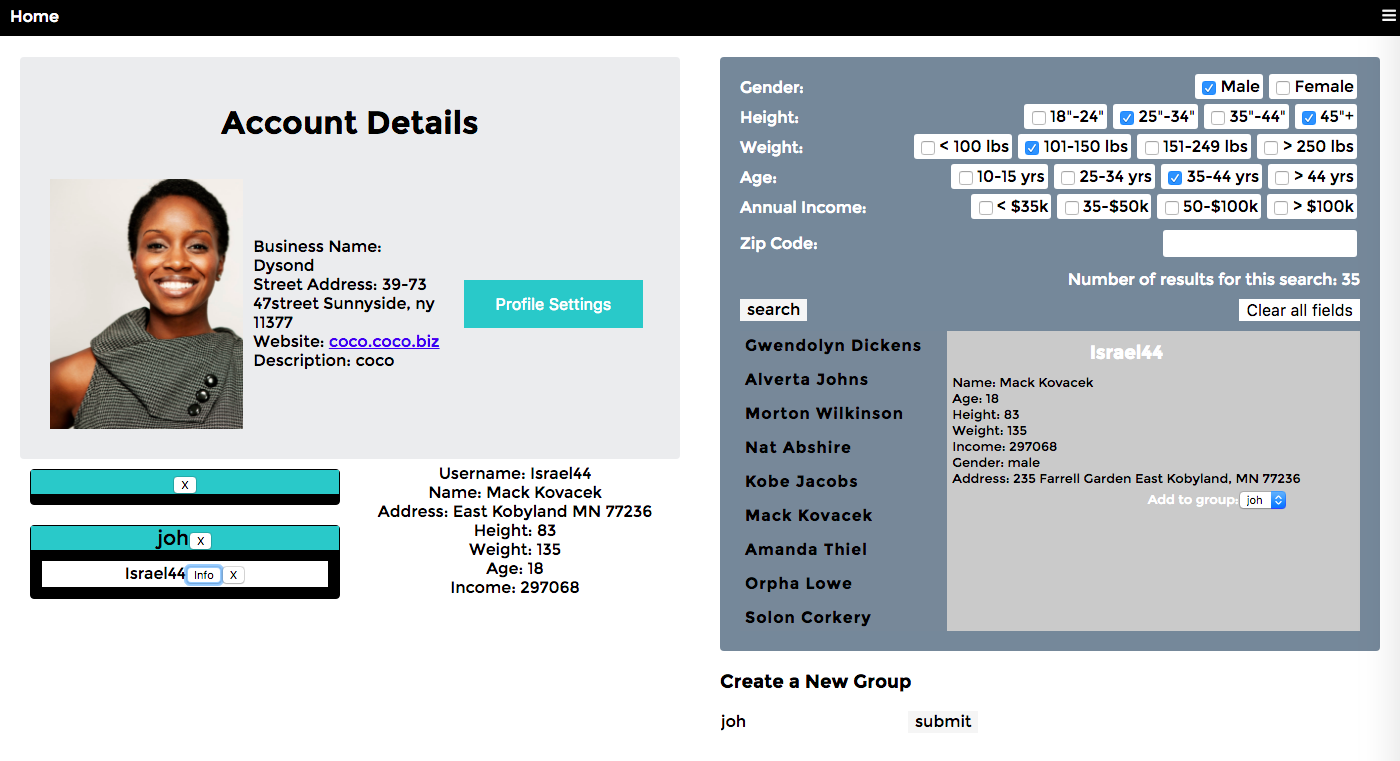 Home
Account Details
Business Name:
Dysond
Street Address: 39-73
47street Sunnyside, ny
11377
Website: coco.coco.biz
Description: coco
Profile Settings
X
joh X
Israel44 Info X
Username: Israel44
Name: Mack Kovacek
Address: East Kobyland MN 77236
Height: 83
Weight: 135
Age: 18
Income: 297068
Gender: Male Female
Height: 18"-24" 25"-34" 35"-44" 45"+
Weight: < 100 lbs 101-150 lbs 151-249 lbs > 250 lbs
Age: 10-15 yrs 25-34 yrs 35-44 yrs > 44 yrs
Annual Income: < $35k 35-$50k 50-$100k > $100k
Zip Code:
Number of results for this search: 35
search Clear all fields
Gwendolyn Dickens
Alverta Johns
Morton Wilkinson
Nat Abshire
Kobe Jacobs
Mack Kovacek
Amanda Thiel
Orpha Lowe
Solon Corkery
Israel44
Name: Mack Kovacek
Age: 18
Height: 83
Weight: 135
Income: 297068
Gender: male
Address: 235 Farrell Garden East Kobyland, MN 77236
Add to group: joh
Create a New Group
joh submit